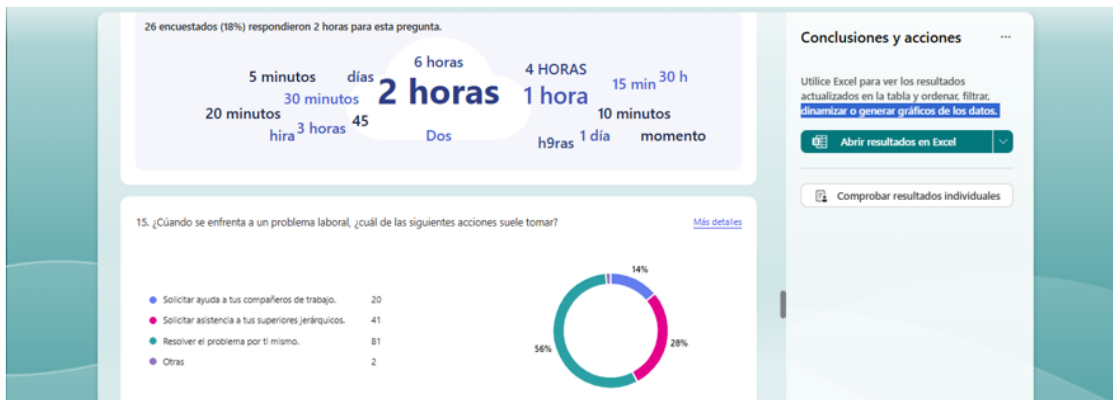 26 encuestados (18%) respondieron 2 horas para esta pregunta.
6 horas
5 minutos
días
4 HORAS
15 min
30 h
30 minutos
2 horas
1 hora
20 minutos
45
10 minutos
hira
3 horas
Dos
h9ras
1 día
momento
15. ¿Cúando se enfrenta a un problema laboral, ¿cuál de las siguientes acciones suele tomar?
Más detalles
Solicitar ayuda a tus compañeros de trabajo. 20
Solicitar asistencia a tus superiores jerárquicos. 41
Resolver el problema por ti mismo. 81
Otras 2
14%
28%
56%
Conclusiones y acciones
Utilice Excel para ver los resultados
actualizados en la tabla y ordenar, filtrar,
dinamizar o generar gráficos de los datos.
Abrir resultados en Excel
Comprobar resultados individuales